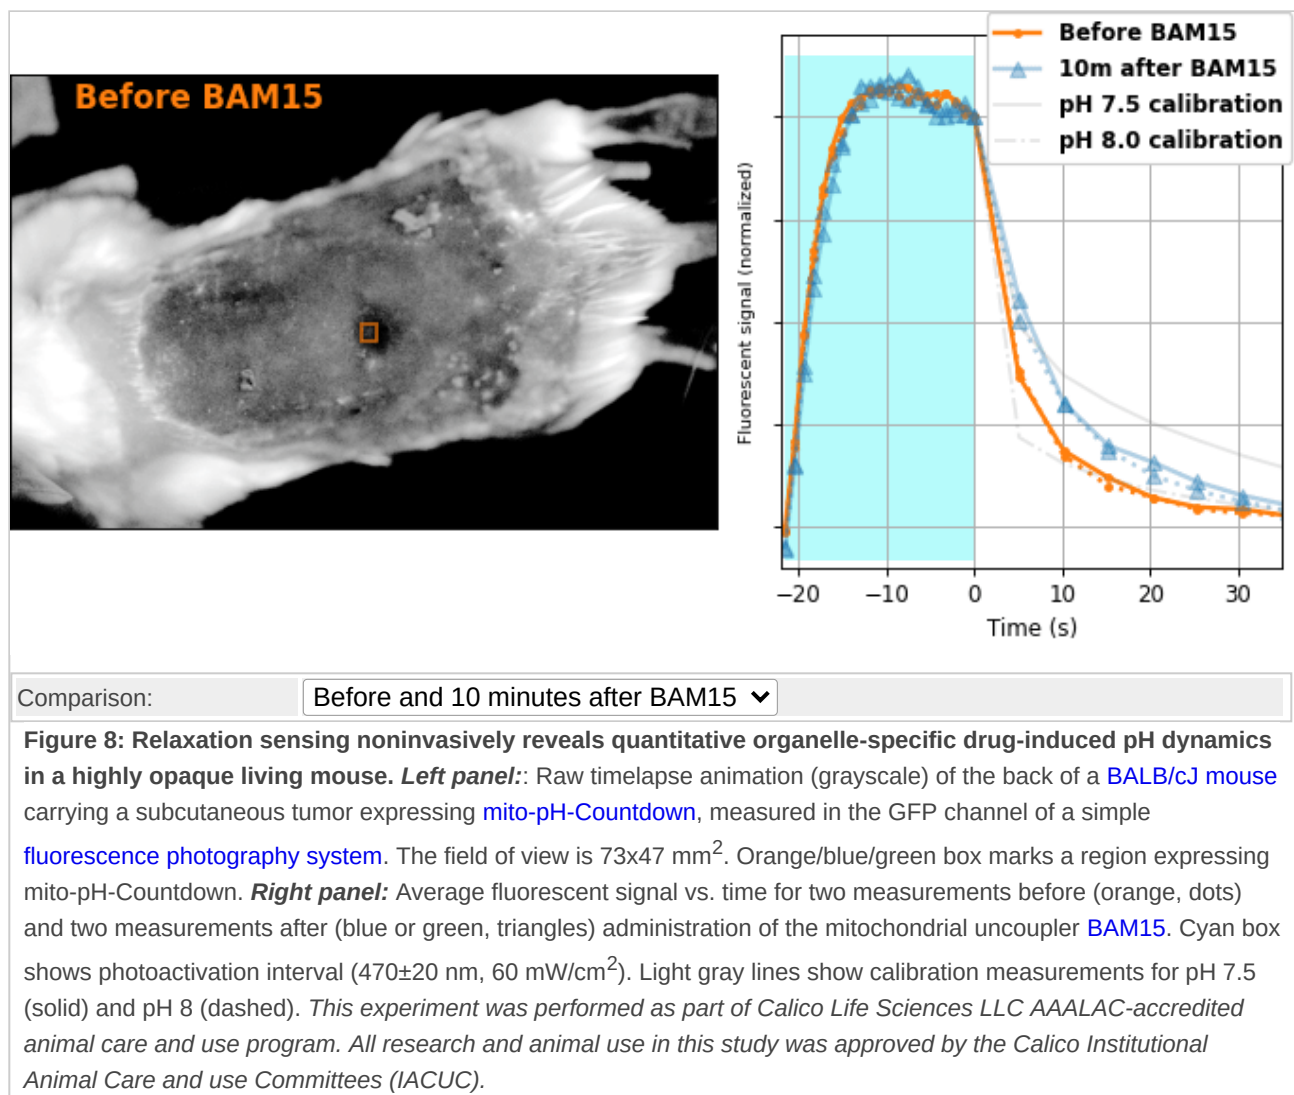 Before BAM15
Before BAM15
10m after BAM15
pH 7.5 calibration
pH 8.0 calibration
Fluorescent signal (normalized)
−20 −10 0 10 20 30
Time (s)
Comparison: Before and 10 minutes after BAM15
Figure 8: Relaxation sensing noninvasively reveals quantitative organelle-specific drug-induced pH dynamics
in a highly opaque living mouse. Left panel:: Raw timelapse animation (grayscale) of the back of a BALB/cJ mouse
carrying a subcutaneous tumor expressing mito-pH-Countdown, measured in the GFP channel of a simple
fluorescence photography system. The field of view is 73x47 mm2. Orange/blue/green box marks a region expressing
mito-pH-Countdown. Right panel: Average fluorescent signal vs. time for two measurements before (orange, dots)
and two measurements after (blue or green, triangles) administration of the mitochondrial uncoupler BAM15. Cyan box
shows photoactivation interval (470±20 nm, 60 mW/cm2). Light gray lines show calibration measurements for pH 7.5
(solid) and pH 8 (dashed). This experiment was performed as part of Calico Life Sciences LLC AAALAC-accredited
animal care and use program. All research and animal use in this study was approved by the Calico Institutional
Animal Care and use Committees (IACUC).